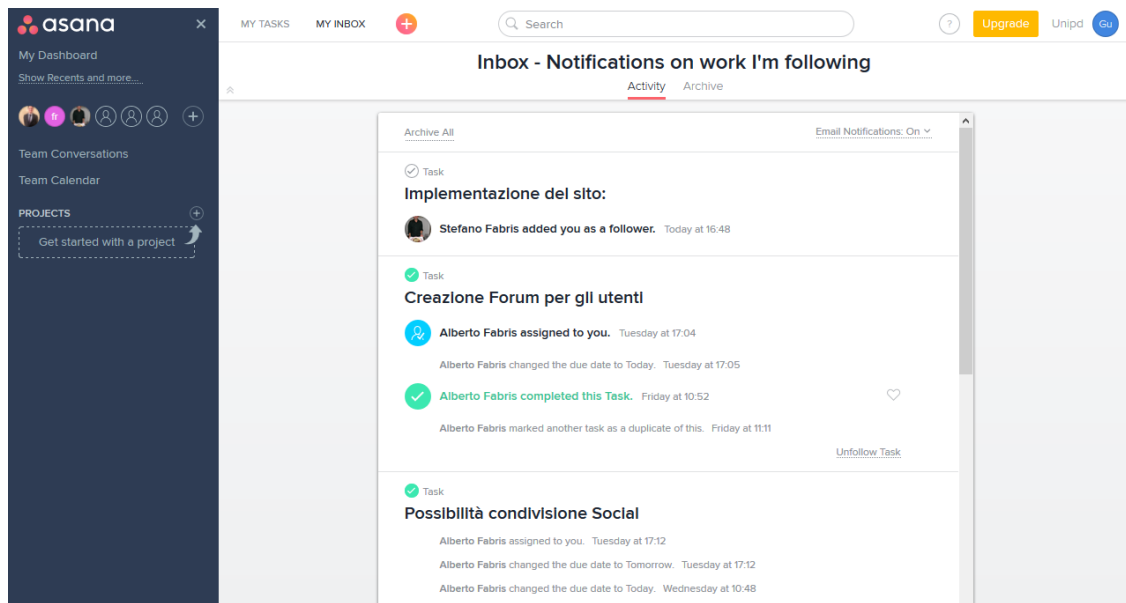 asana
×
MY TASKS MY INBOX + Search ? Upgrade Unipd Gu
My Dashboard
Show Recents and more...
fr +
Team Conversations
Team Calendar
PROJECTS +
Get started with a project
Inbox - Notifications on work I'm following
Activity Archive
Archive All Email Notifications: On
Task
Implementazione del sito:
Stefano Fabris added you as a follower. Today at 16:48
Task
Creazione Forum per gli utenti
Alberto Fabris assigned to you. Tuesday at 17:04
Alberto Fabris changed the due date to Today. Tuesday at 17:05
Alberto Fabris completed this Task. Friday at 10:52
Alberto Fabris marked another task as a duplicate of this. Friday at 11:11
Unfollow Task
Task
Possibilità condivisione Social
Alberto Fabris assigned to you. Tuesday at 17:12
Alberto Fabris changed the due date to Tomorrow. Tuesday at 17:12
Alberto Fabris changed the due date to Today. Wednesday at 10:48